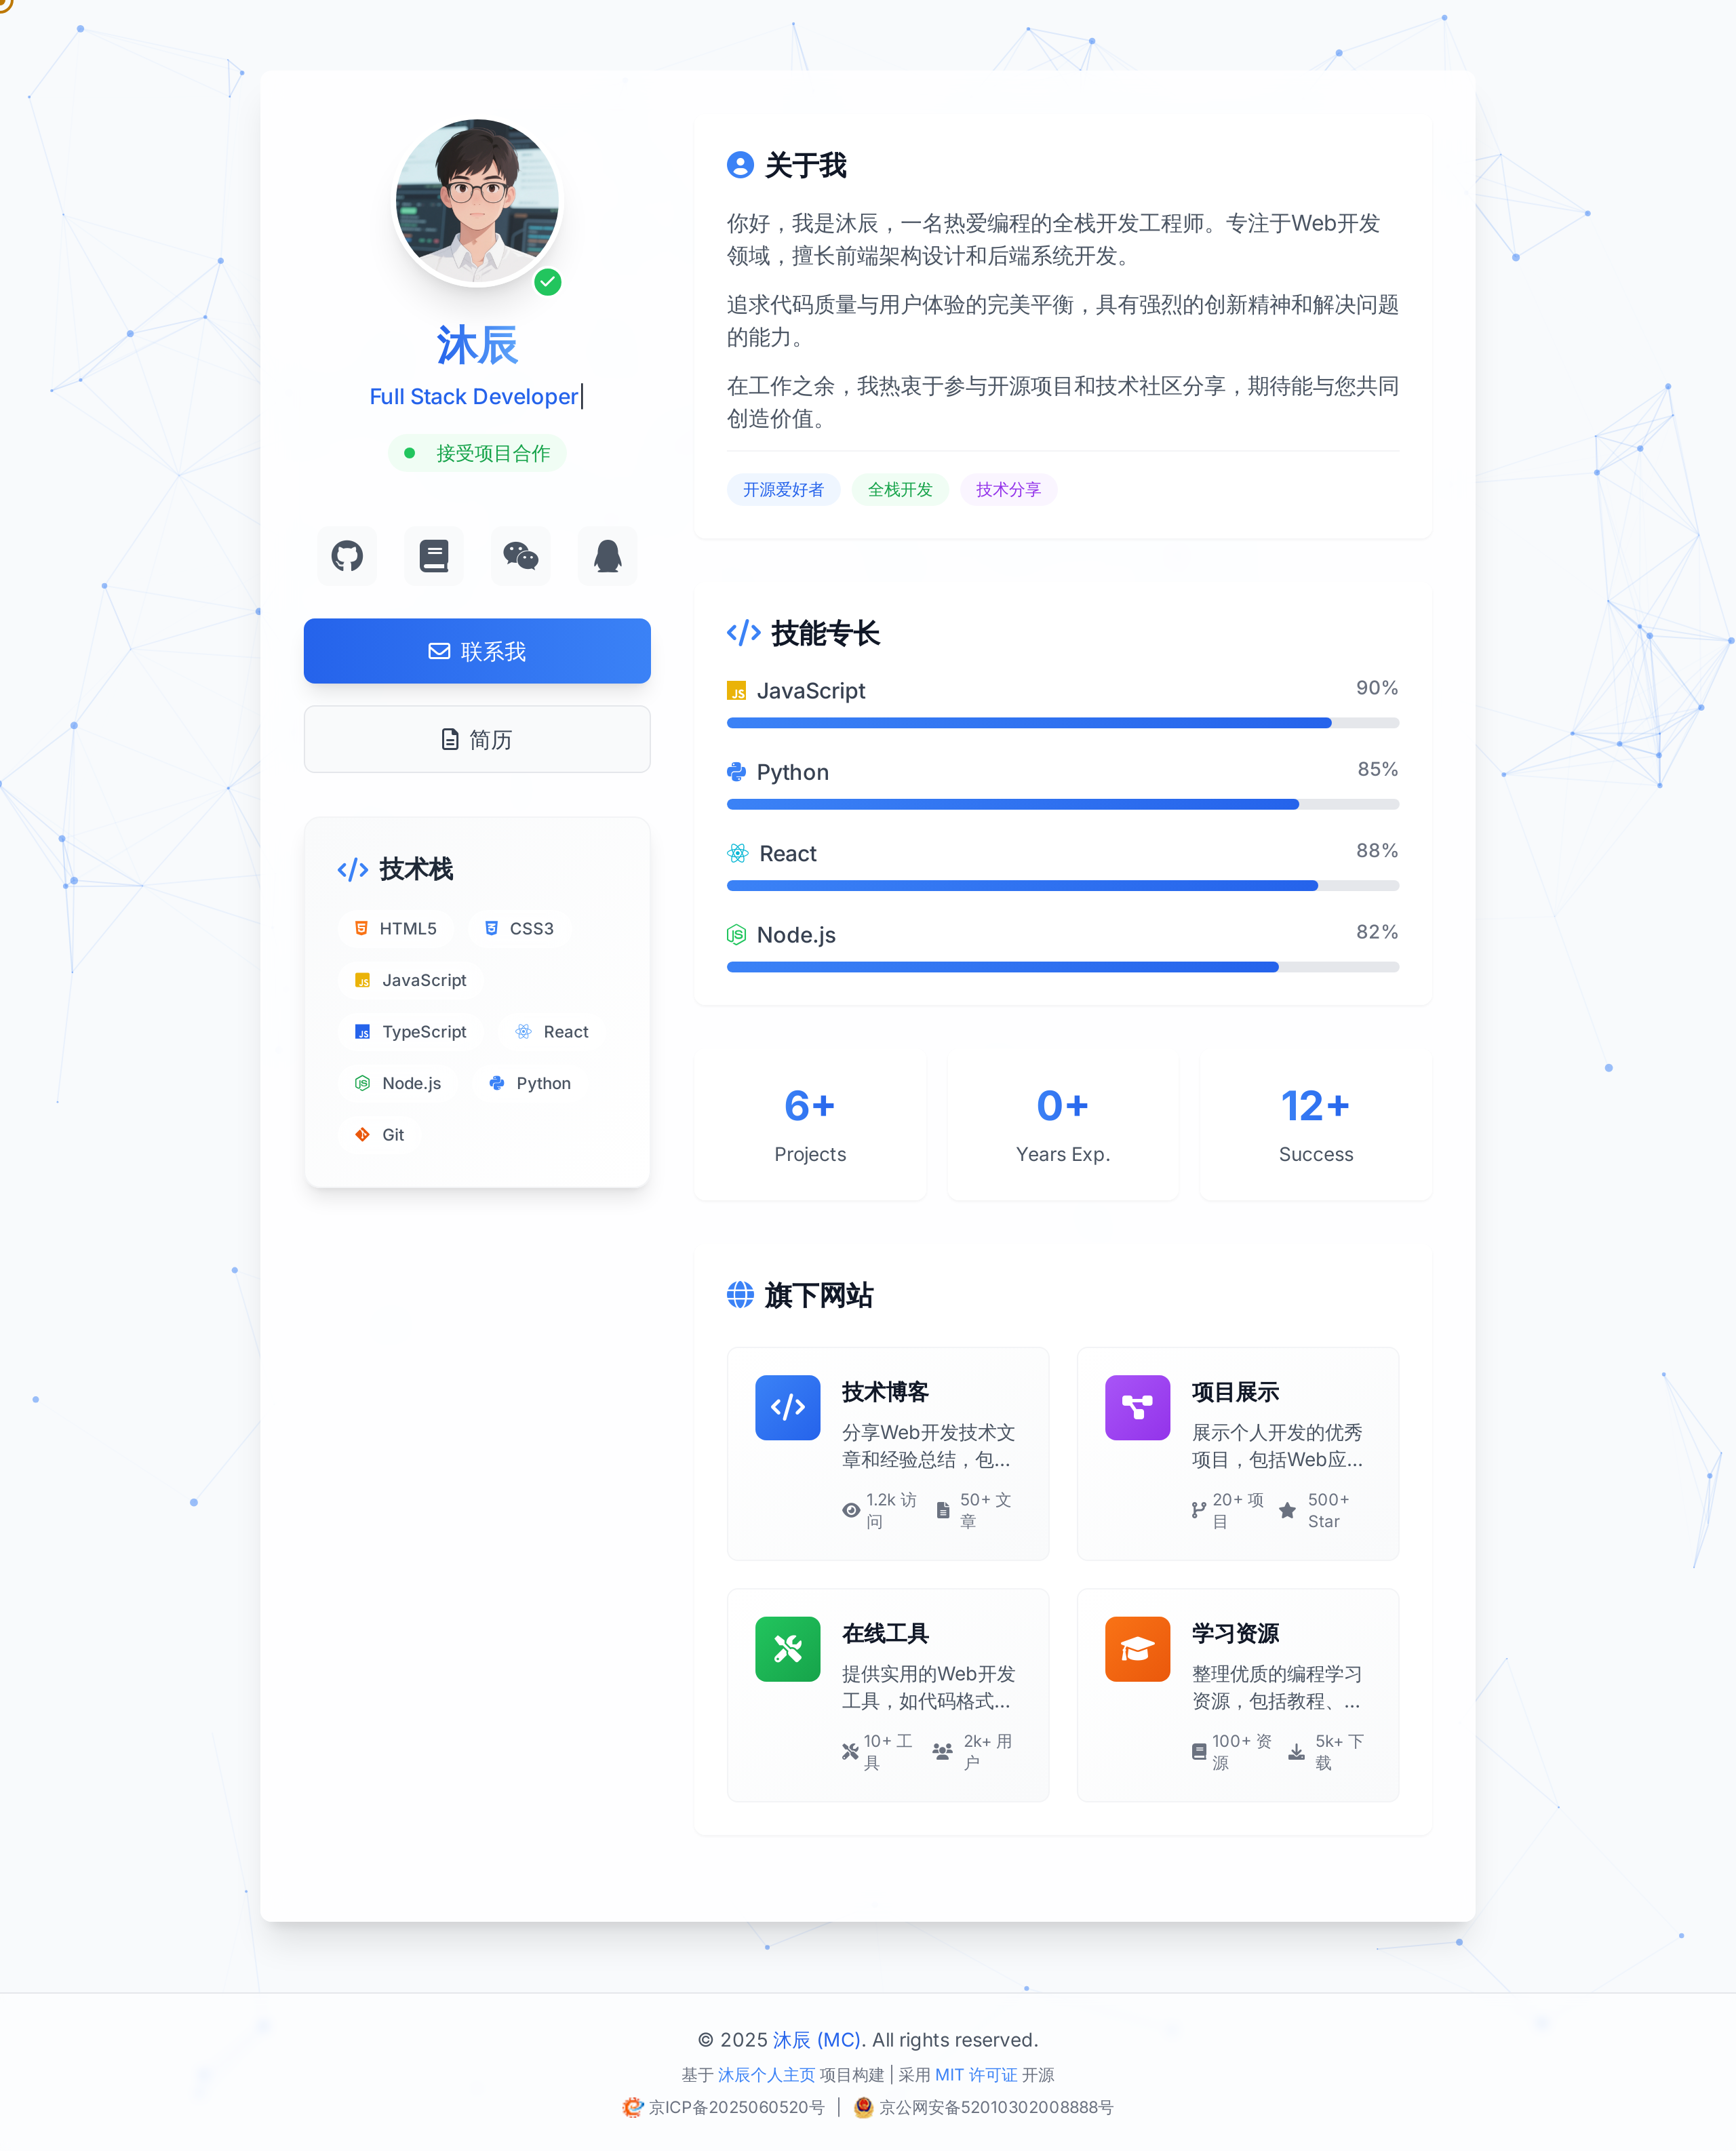 沐辰
Full Stack Developer
接受项目合作
联系我
简历
技术栈
HTML5 CSS3
JavaScript
TypeScript React
Node.js Python
Git
关于我
你好，我是沐辰，一名热爱编程的全栈开发工程师。专注于Web开发
领域，擅长前端架构设计和后端系统开发。
追求代码质量与用户体验的完美平衡，具有强烈的创新精神和解决问题
的能力。
在工作之余，我热衷于参与开源项目和技术社区分享，期待能与您共同
创造价值。
开源爱好者 全栈开发 技术分享
技能专长
JavaScript 90%
Python 85%
React 88%
Node.js 82%
6+
Projects
0+
Years Exp.
12+
Success
旗下网站
技术博客
分享Web开发技术文
章和经验总结，包...
1.2k 访
问
50+ 文
章
项目展示
展示个人开发的优秀
项目，包括Web应...
20+ 项
目
500+
Star
在线工具
提供实用的Web开发
工具，如代码格式...
10+ 工
具
2k+ 用
户
学习资源
整理优质的编程学习
资源，包括教程、...
100+ 资
源
5k+ 下
载
© 2025 沐辰 (MC). All rights reserved.
基于 沐辰个人主页 项目构建 | 采用 MIT 许可证 开源
京ICP备2025060520号 | 京公网安备52010302008888号